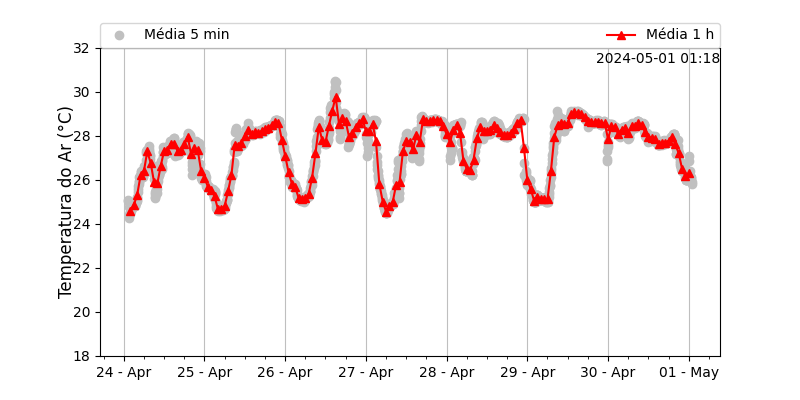 Média 5 min
Média 1 h
2024-05-01 01:18
Temperatura do Ar (°C)
32
30
28
26
24
22
20
18
24 - Apr
25 - Apr
26 - Apr
27 - Apr
28 - Apr
29 - Apr
30 - Apr
01 - May